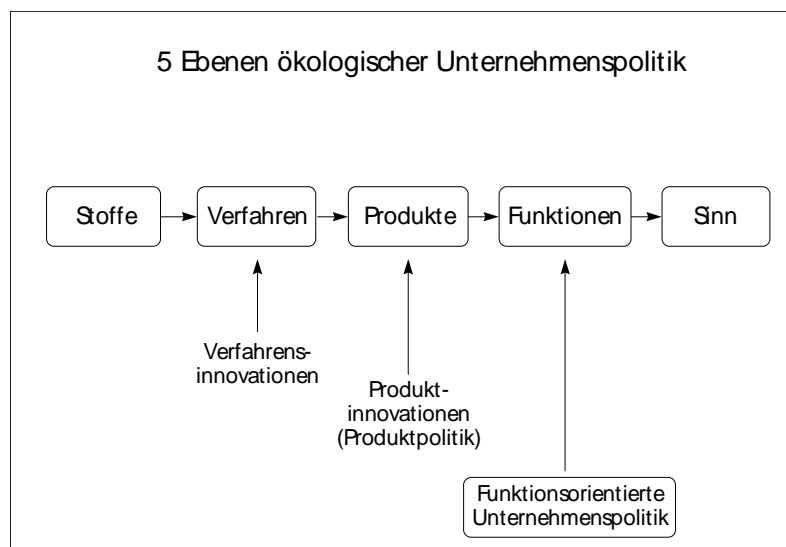 5 Ebenen ökologischer Unternehmenspolitik
Stoffe
Verfahren
Produkte
Funktionen
Sinn
Verfahrens-
innovationen
Produkt-
innovationen
(Produktpolitik)
Funktionsorientierte
Unternehmenspolitik